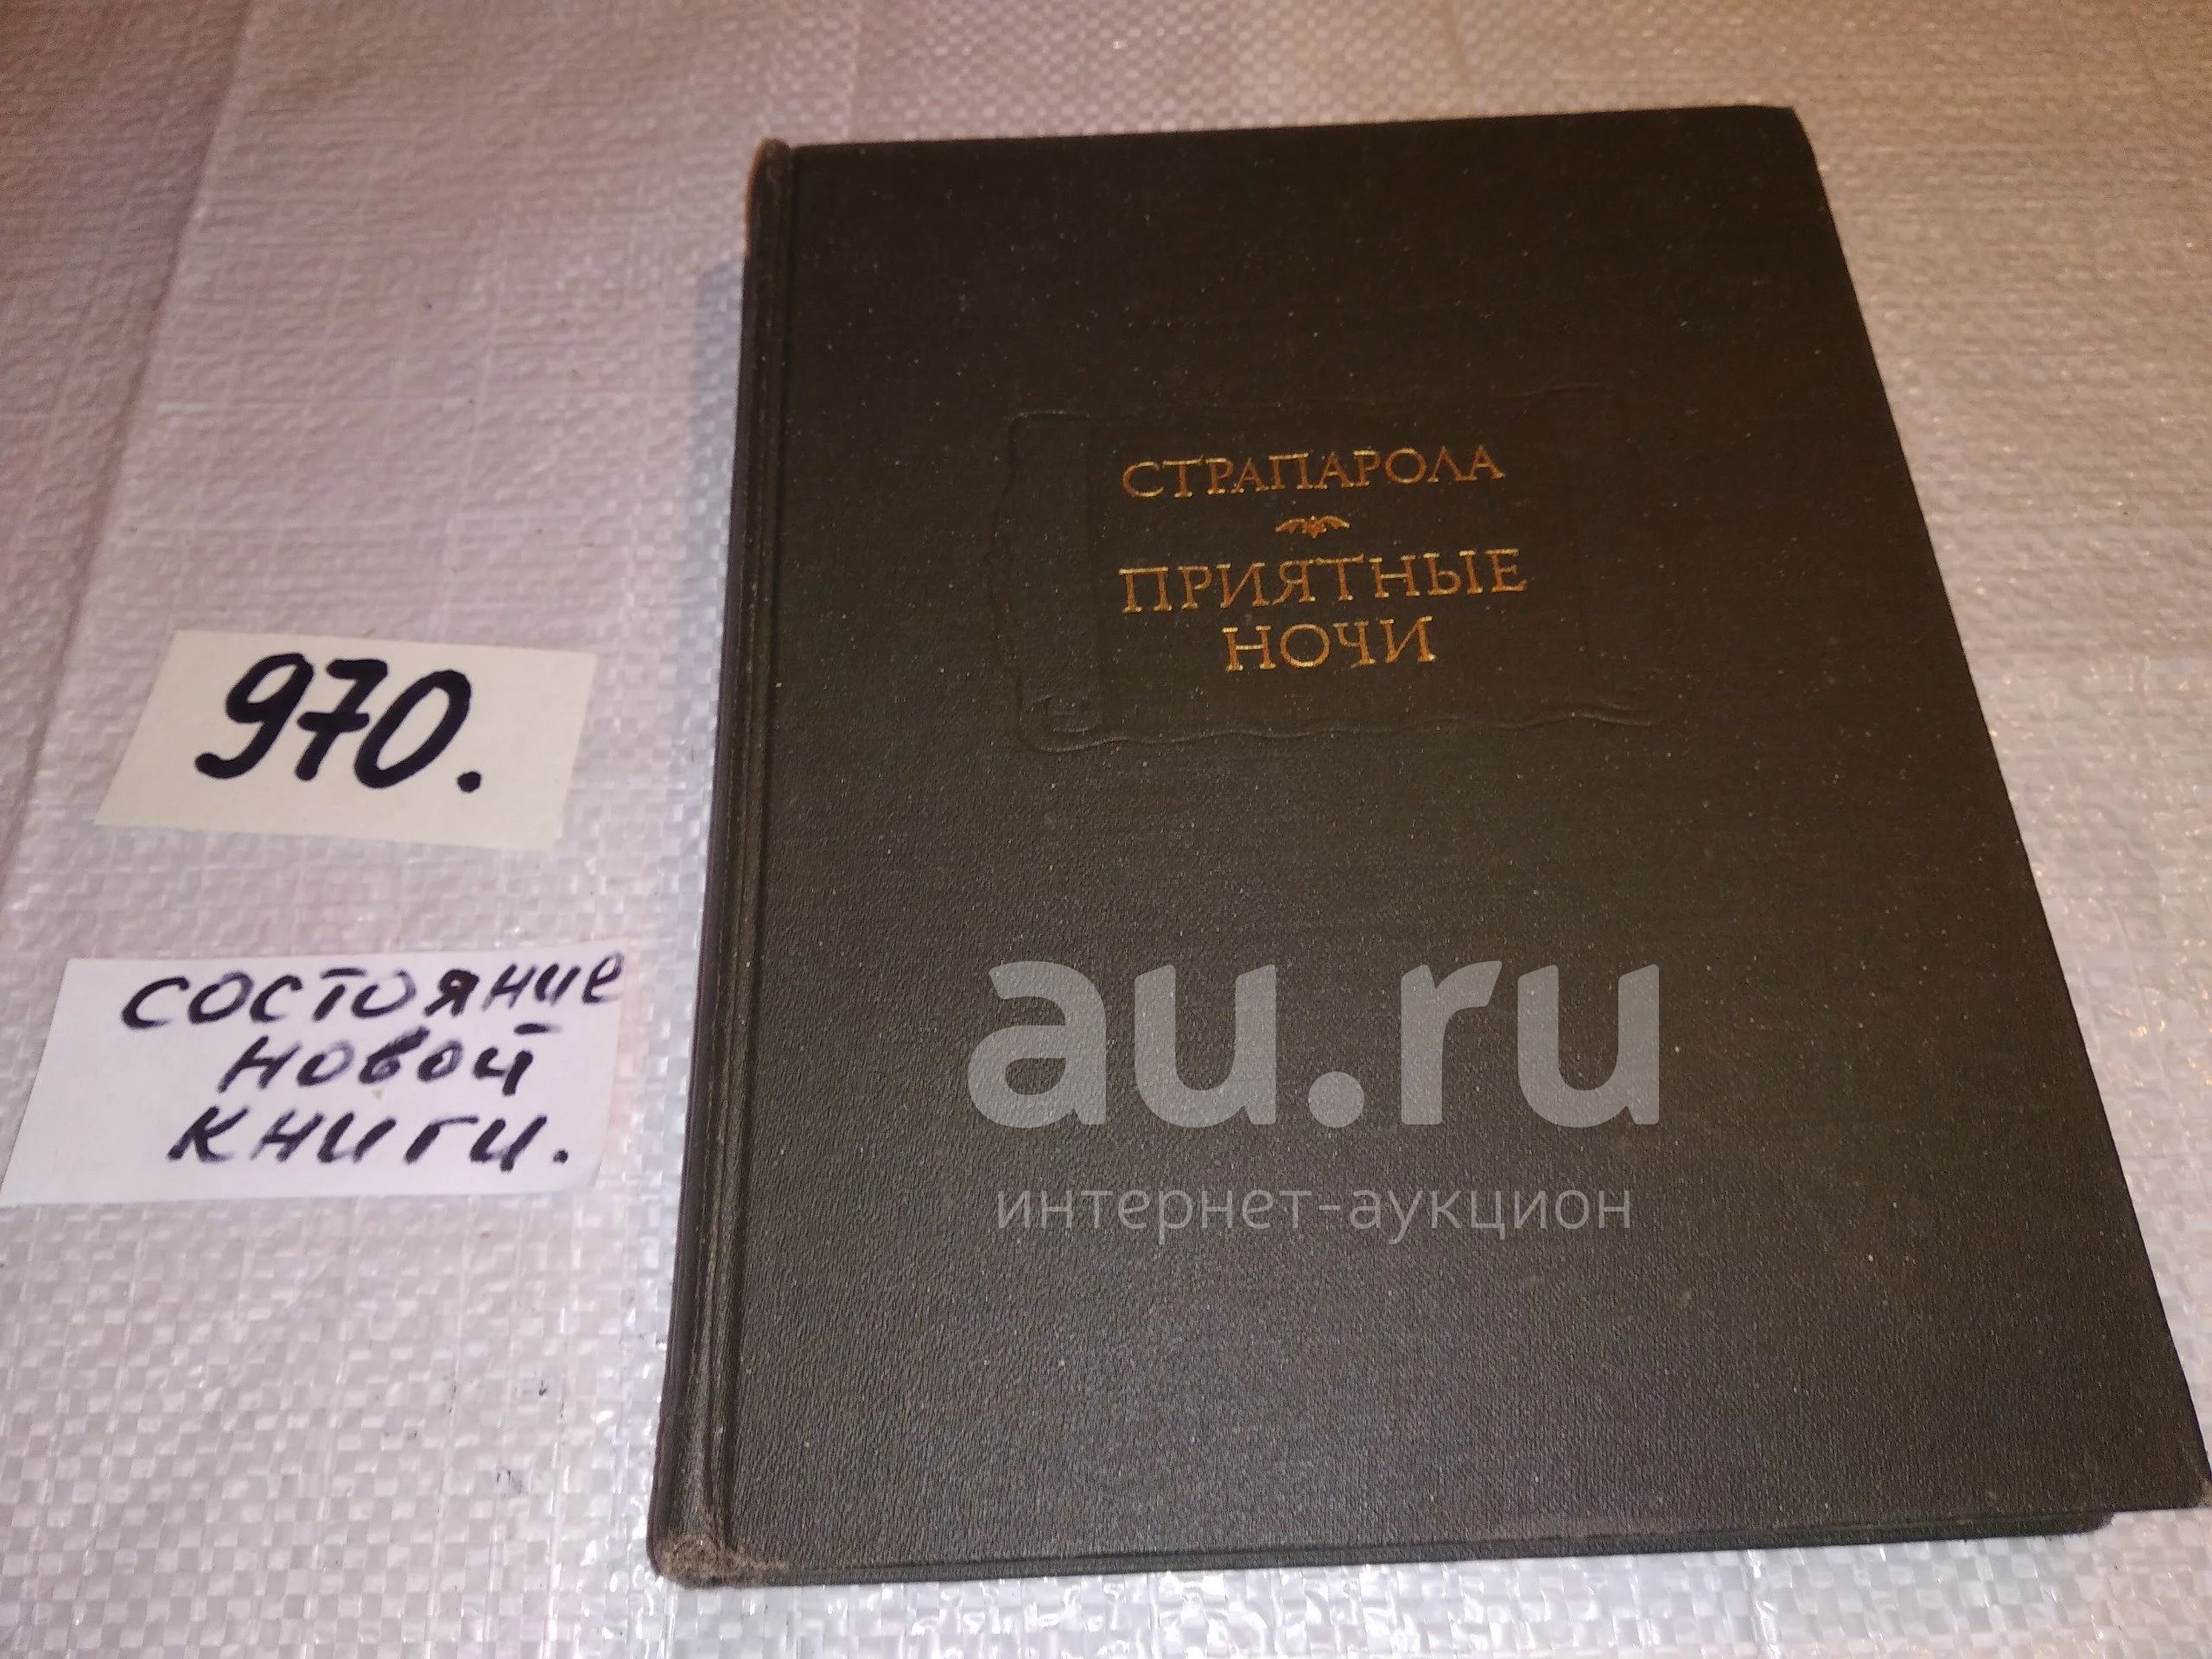 СТРАПАРОЛА
ПРИЯТНЫЕ
НОЧИ
970.
состояние
новой
книги.
au.ru
интернет-аукцион